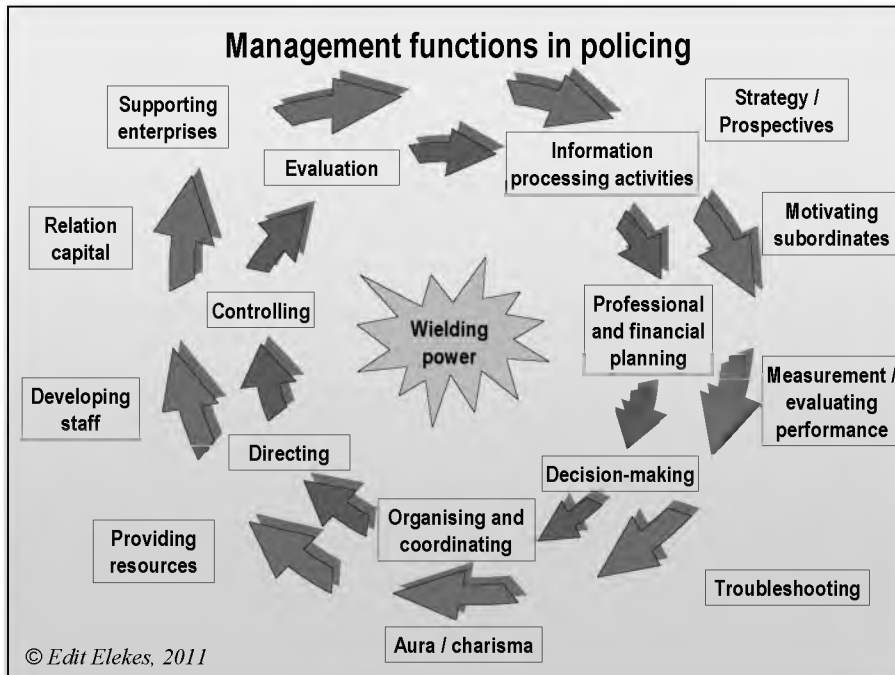 Management functions in policing
Supporting
enterprises
Strategy /
Prospectives
Evaluation
Information
processing activities
Relation
capital
Motivating
subordinates
Controlling
Wielding
power
Professional
and financial
planning
Developing
staff
Measurement /
evaluating
performance
Directing
Decision-making
Providing
resources
Organising and
coordinating
Troubleshooting
Aura / charisma
© Edit Elekes, 2011